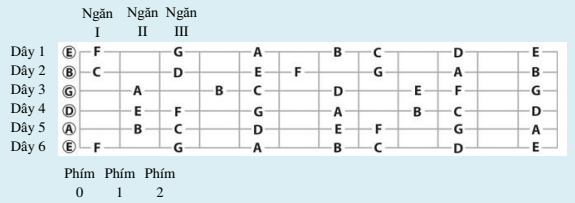 Ngăn Ngăn Ngăn
I II III
Dây 1 E F G A B C D E
Dây 2 B C D E F G A B
Dây 3 G A B C D E F G
Dây 4 D E F G A B C D
Dây 5 A B C D E F G A
Dây 6 E F G A B C D E
Phím Phím Phím
0 1 2